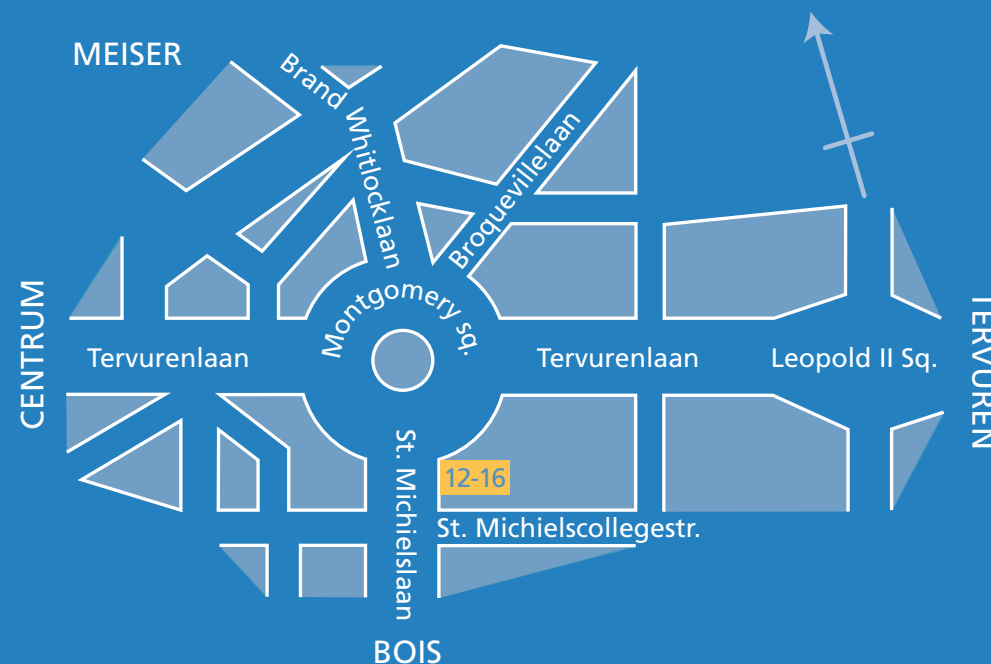 MEISER
Brand Whitlocklaan
Broquevillelaan
Montgomery sq.
CENTRUM
Tervurenlaan
Tervurenlaan
Leopold II Sq.
TERVUREN
St. Michielslaan
12-16
St. Michielscollegestr.
BOIS